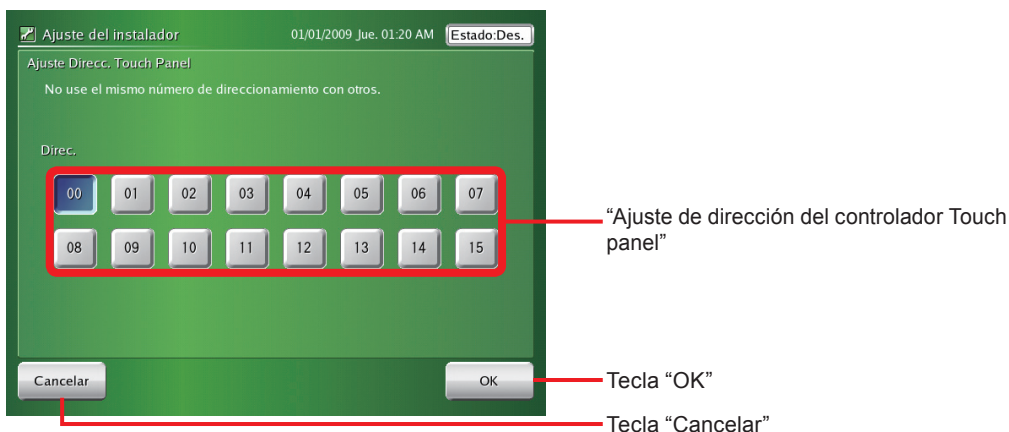 Ajuste del instalador 01/01/2009 Jue. 01:20 AM Estado:Des.
Ajuste Direcc. Touch Panel
No use el mismo número de direccionamiento con otros.
Direc.
00 01 02 03 04 05 06 07
08 09 10 11 12 13 14 15
“Ajuste de dirección del controlador Touch
panel”
Cancelar OK
Tecla “OK”
Tecla “Cancelar”